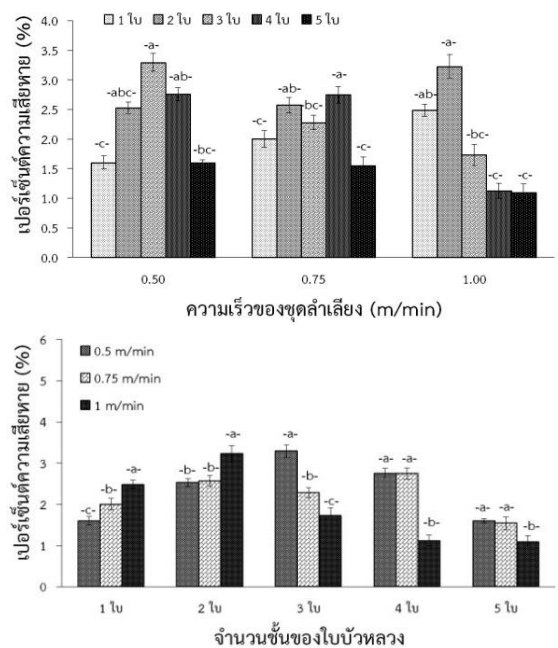 เปอร์เซ็นต์ความเสียหาย (%)
4.0
3.5
3.0
2.5
2.0
1.5
1.0
0.5
0.0
1 ใบ 2 ใบ 3 ใบ 4 ใบ 5 ใบ
-c- -abc- -a- -ab- -bc-
-c- -ab- -bc- -a- -c-
-ab- -a- -bc- -c- -c-
0.50 0.75 1.00
ความเร็วของชุดลำเลียง (m/min)
เปอร์เซ็นต์ความเสียหาย (%)
6
5
4
3
2
1
0
0.5 m/min
0.75 m/min
1 m/min
-c- -b- -a-
-b- -b- -a-
-a- -b- -c-
-a- -a- -b-
-a- -a- -b-
1 ใบ 2 ใบ 3 ใบ 4 ใบ 5 ใบ
จำนวนชั้นของใบบัวหลวง